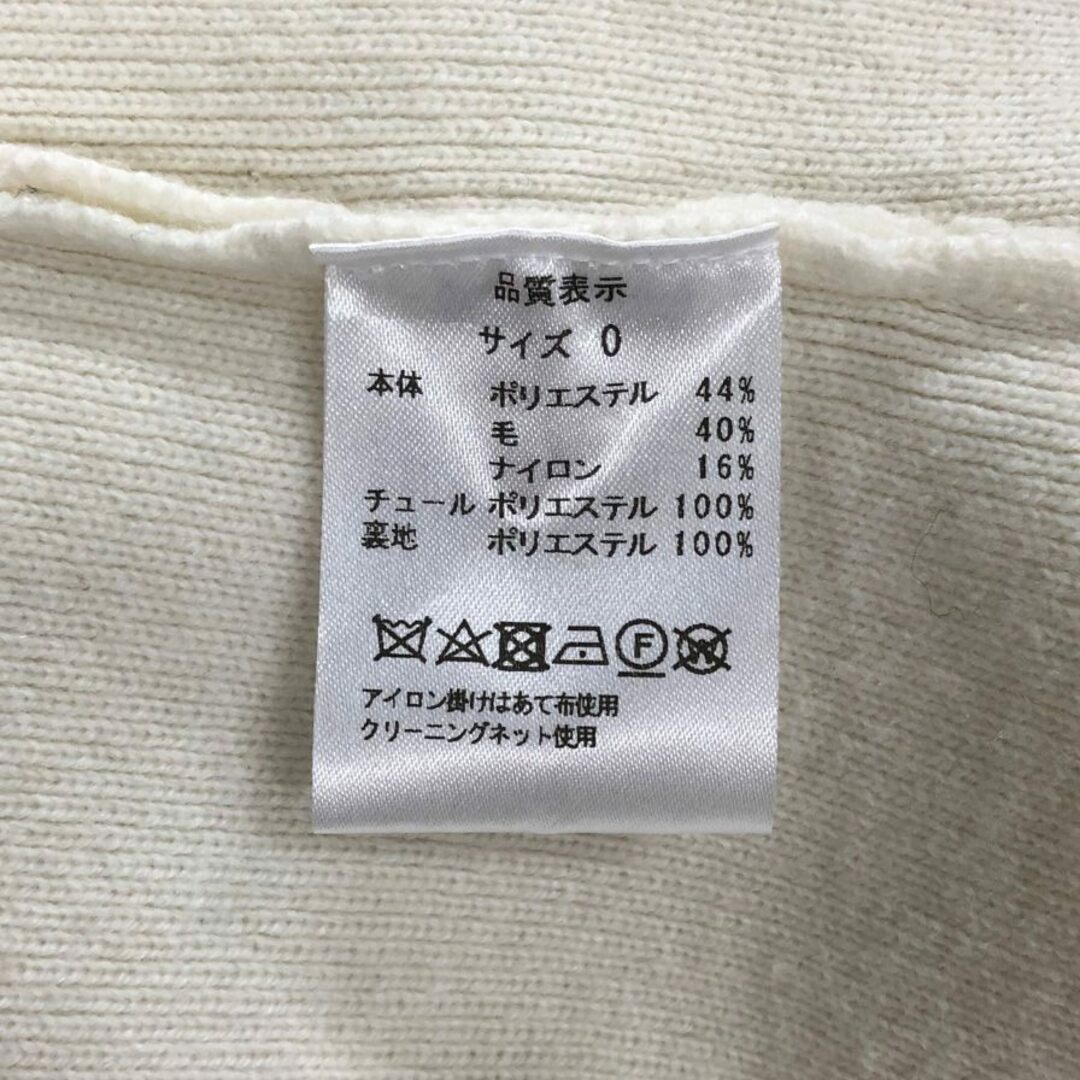 品質表示
サイズ 0
本体 ポリエステル 44%
毛 40%
ナイロン 16%
チュール ポリエステル 100%
裏地 ポリエステル 100%
F W
アイロン掛けはあて布使用
クリーニングネット使用